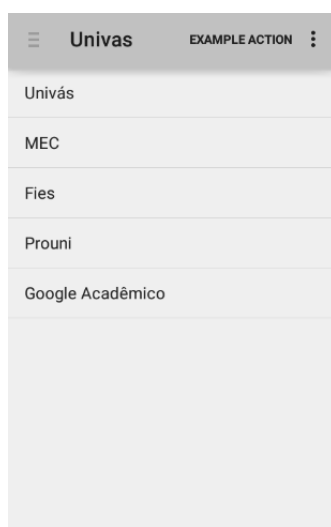 Univas EXAMPLE ACTION
Univás
MEC
Fies
Prouni
Google Acadêmico